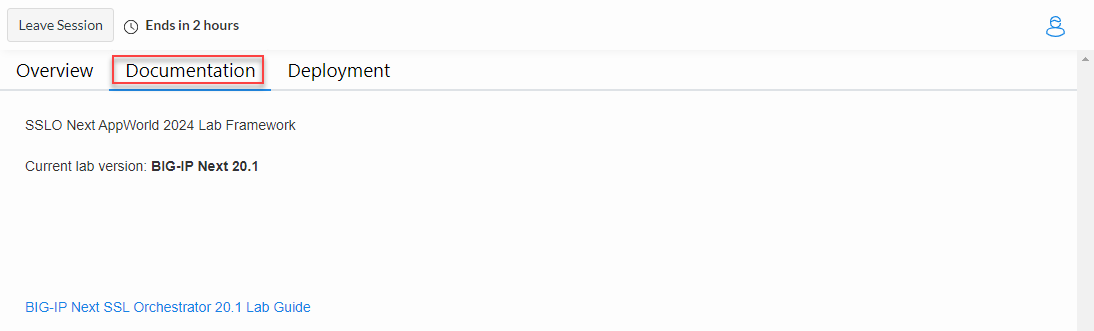 Leave Session Ends in 2 hours
Overview Documentation Deployment
SSLO Next AppWorld 2024 Lab Framework
Current lab version: BIG-IP Next 20.1
BIG-IP Next SSL Orchestrator 20.1 Lab Guide